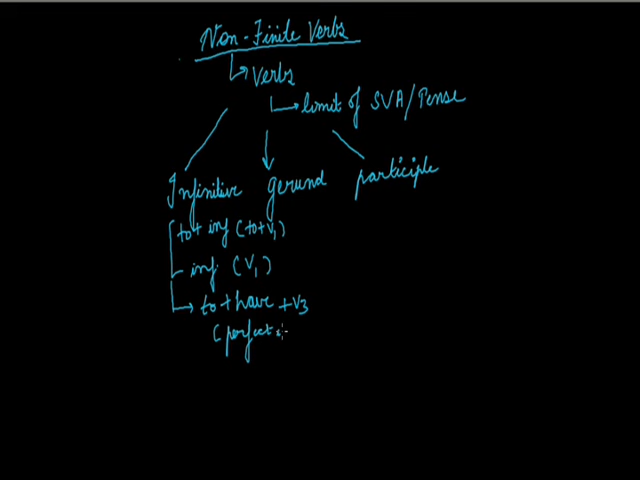 Non-Finite Verbs
Verbs
limit of SVA/Tense
Infinitive gerund participle
to + inf (to+V1)
inf (V1)
to + have + V3
(perfect i